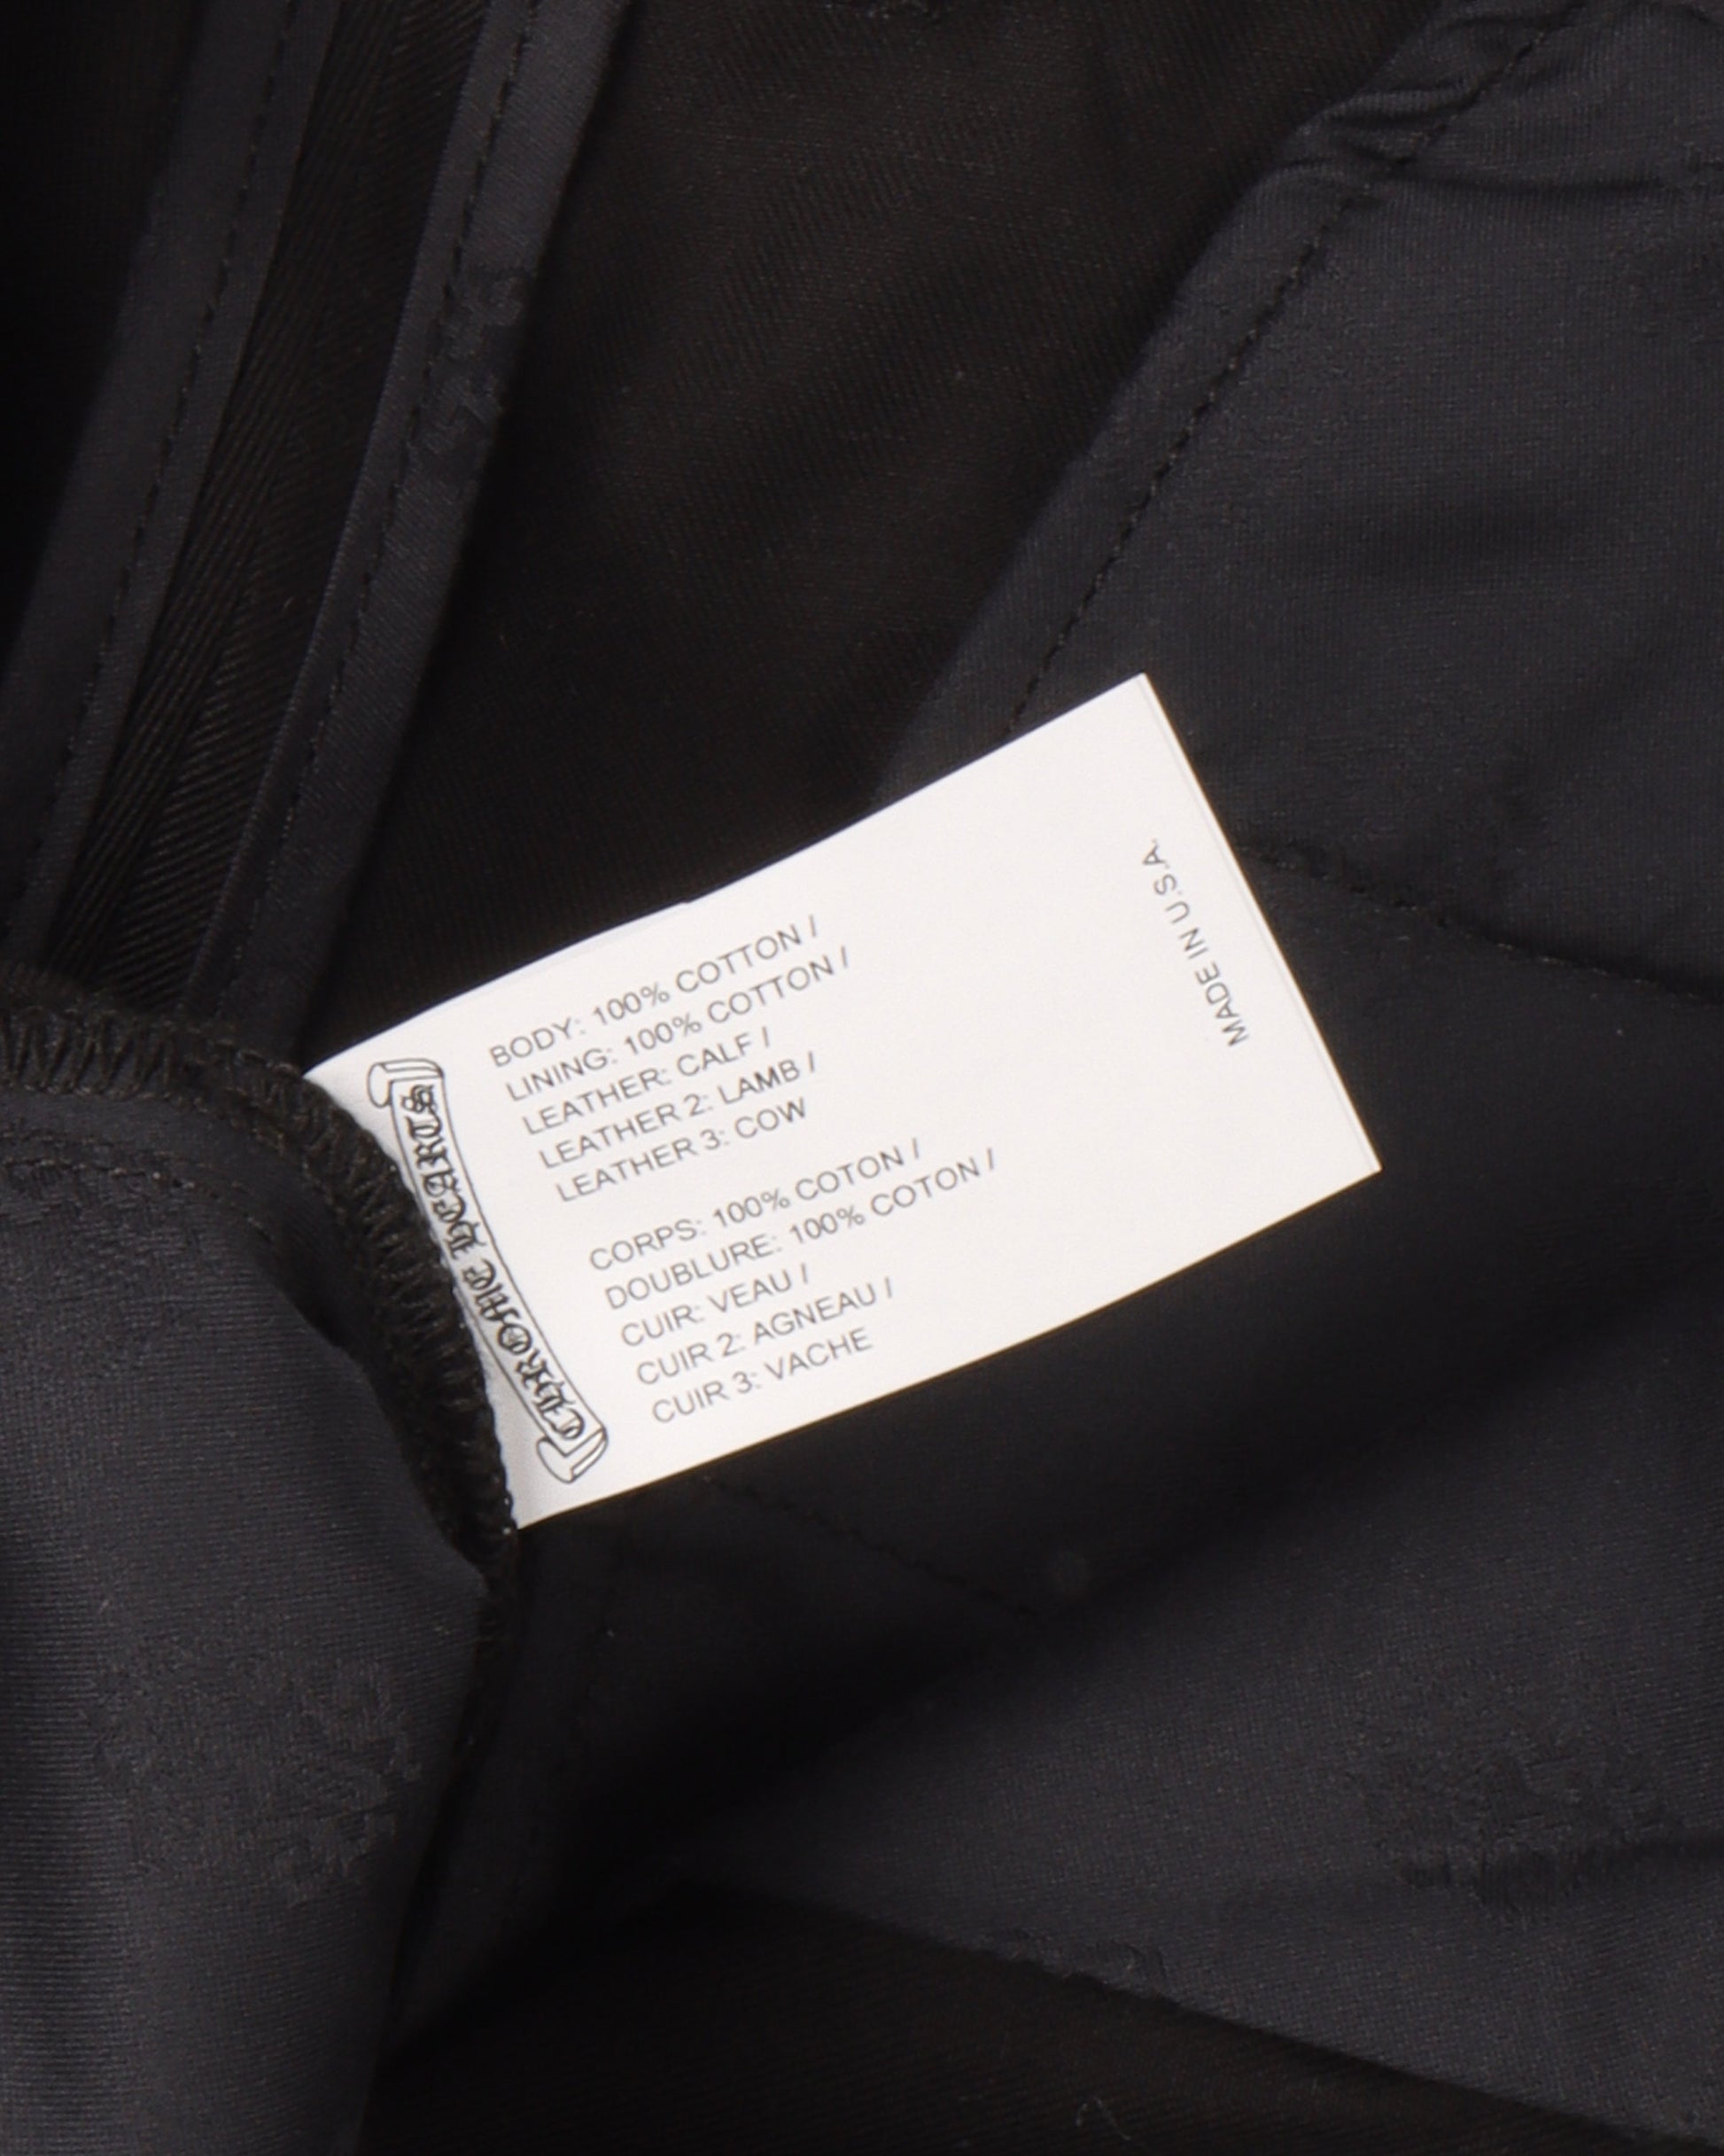 CHROME HEARTS
BODY: 100% COTTON /
LINING: 100% COTTON /
LEATHER: CALF /
LEATHER 2: LAMB /
LEATHER 3: COW
CORPS: 100% COTON /
DOUBLURE: 100% COTON /
CUIR: VEAU /
CUIR 2: AGNEAU /
CUIR 3: VACHE
MADE IN U.S.A.